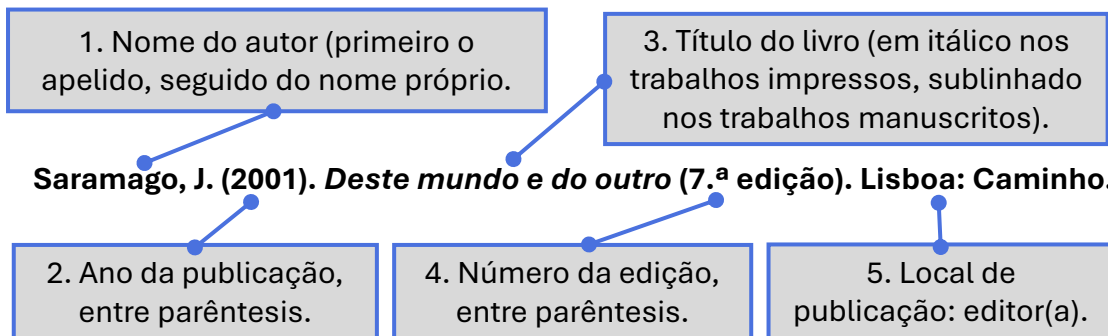 1. Nome do autor (primeiro o
apelido, seguido do nome próprio.
3. Título do livro (em itálico nos
trabalhos impressos, sublinhado
nos trabalhos manuscritos).
Saramago, J. (2001). Deste mundo e do outro (7.ª edição). Lisboa: Caminho.
2. Ano da publicação,
entre parêntesis.
4. Número da edição,
entre parêntesis.
5. Local de
publicação: editor(a).